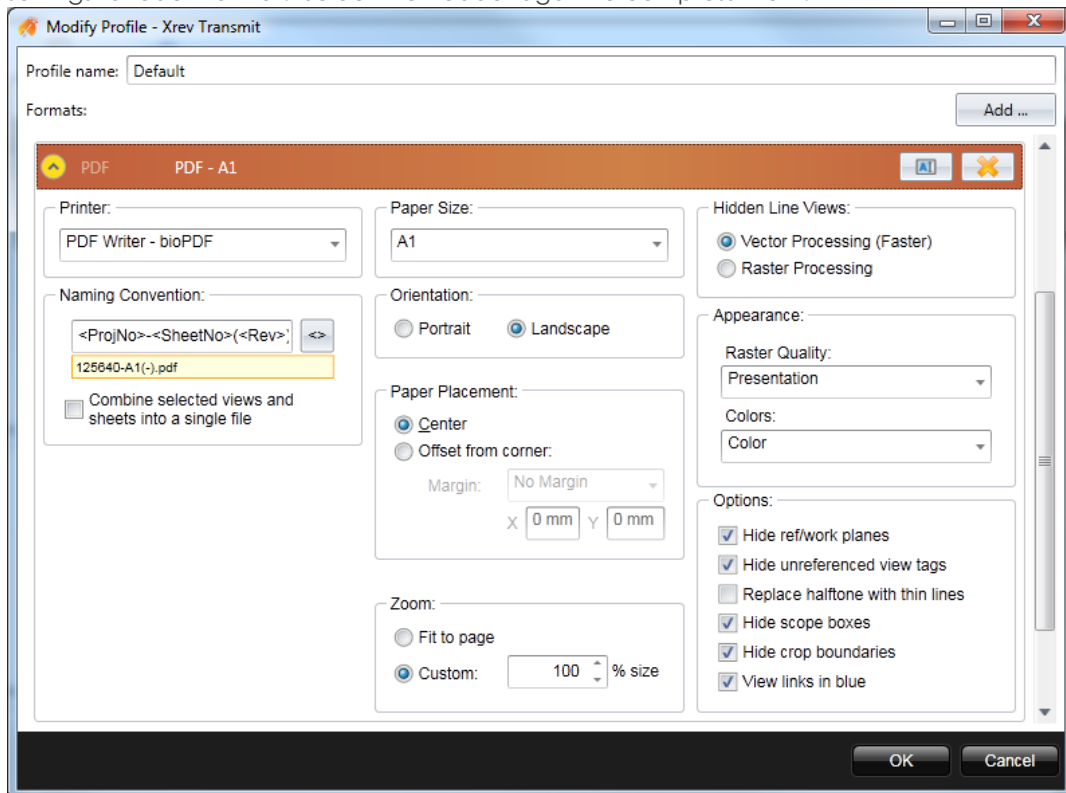 Modify Profile - Xrev Transmit
Profile name: Default
Formats:
Add ...
PDF PDF - A1
Printer:
PDF Writer - bioPDF
Naming Convention:
<ProjNo>-<SheetNo>(<Rev>)
<>
125640-A1(-).pdf
Combine selected views and
sheets into a single file
Paper Size:
A1
Orientation:
Portrait Landscape
Paper Placement:
Center
Offset from corner:
Margin: No Margin
X 0 mm Y 0 mm
Zoom:
Fit to page
Custom: 100 % size
Hidden Line Views:
Vector Processing (Faster)
Raster Processing
Appearance:
Raster Quality:
Presentation
Colors:
Color
Options:
Hide ref/work planes
Hide unreferenced view tags
Replace halftone with thin lines
Hide scope boxes
Hide crop boundaries
View links in blue
OK Cancel